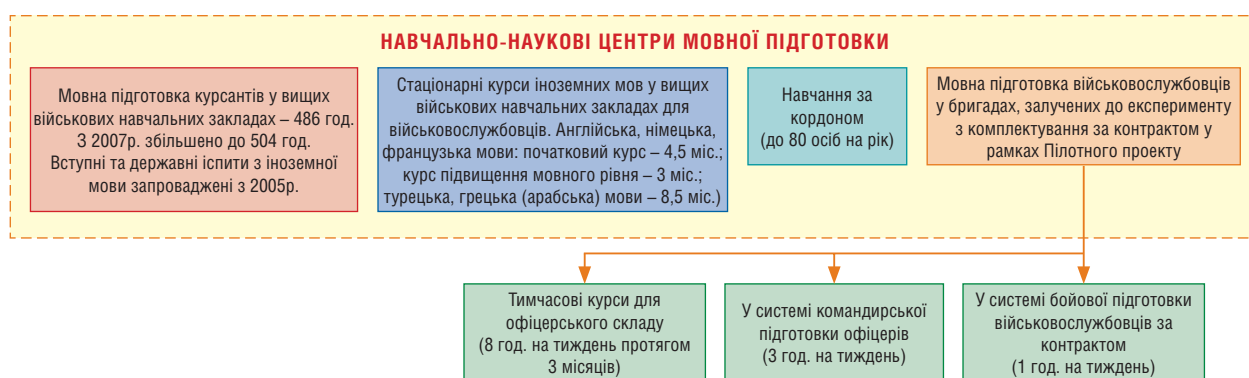 НАВЧАЛЬНО-НАУКОВІ ЦЕНТРИ МОВНОЇ ПІДГОТОВКИ
Мовна підготовка курсантів у вищих
військових навчальних закладах – 486 год.
З 2007р. збільшено до 504 год.
Вступні та державні іспити з іноземної
мови запроваджені з 2005р.
Стаціонарні курси іноземних мов у вищих
військових навчальних закладах для
військовослужбовців. Англійська, німецька,
французька мови: початковий курс – 4,5 міс.;
курс підвищення мовного рівня – 3 міс.;
турецька, грецька (арабська) мови – 8,5 міс.)
Навчання за
кордоном
(до 80 осіб на рік)
Мовна підготовка військовослужбовців
у бригадах, залучених до експерименту
з комплектування за контрактом у
рамках Пілотного проекту
Тимчасові курси для
офіцерського складу
(8 год. на тиждень протягом
3 місяців)
У системі командирської
підготовки офіцерів
(3 год. на тиждень)
У системі бойової підготовки
військовослужбовців за
контрактом
(1 год. на тиждень)